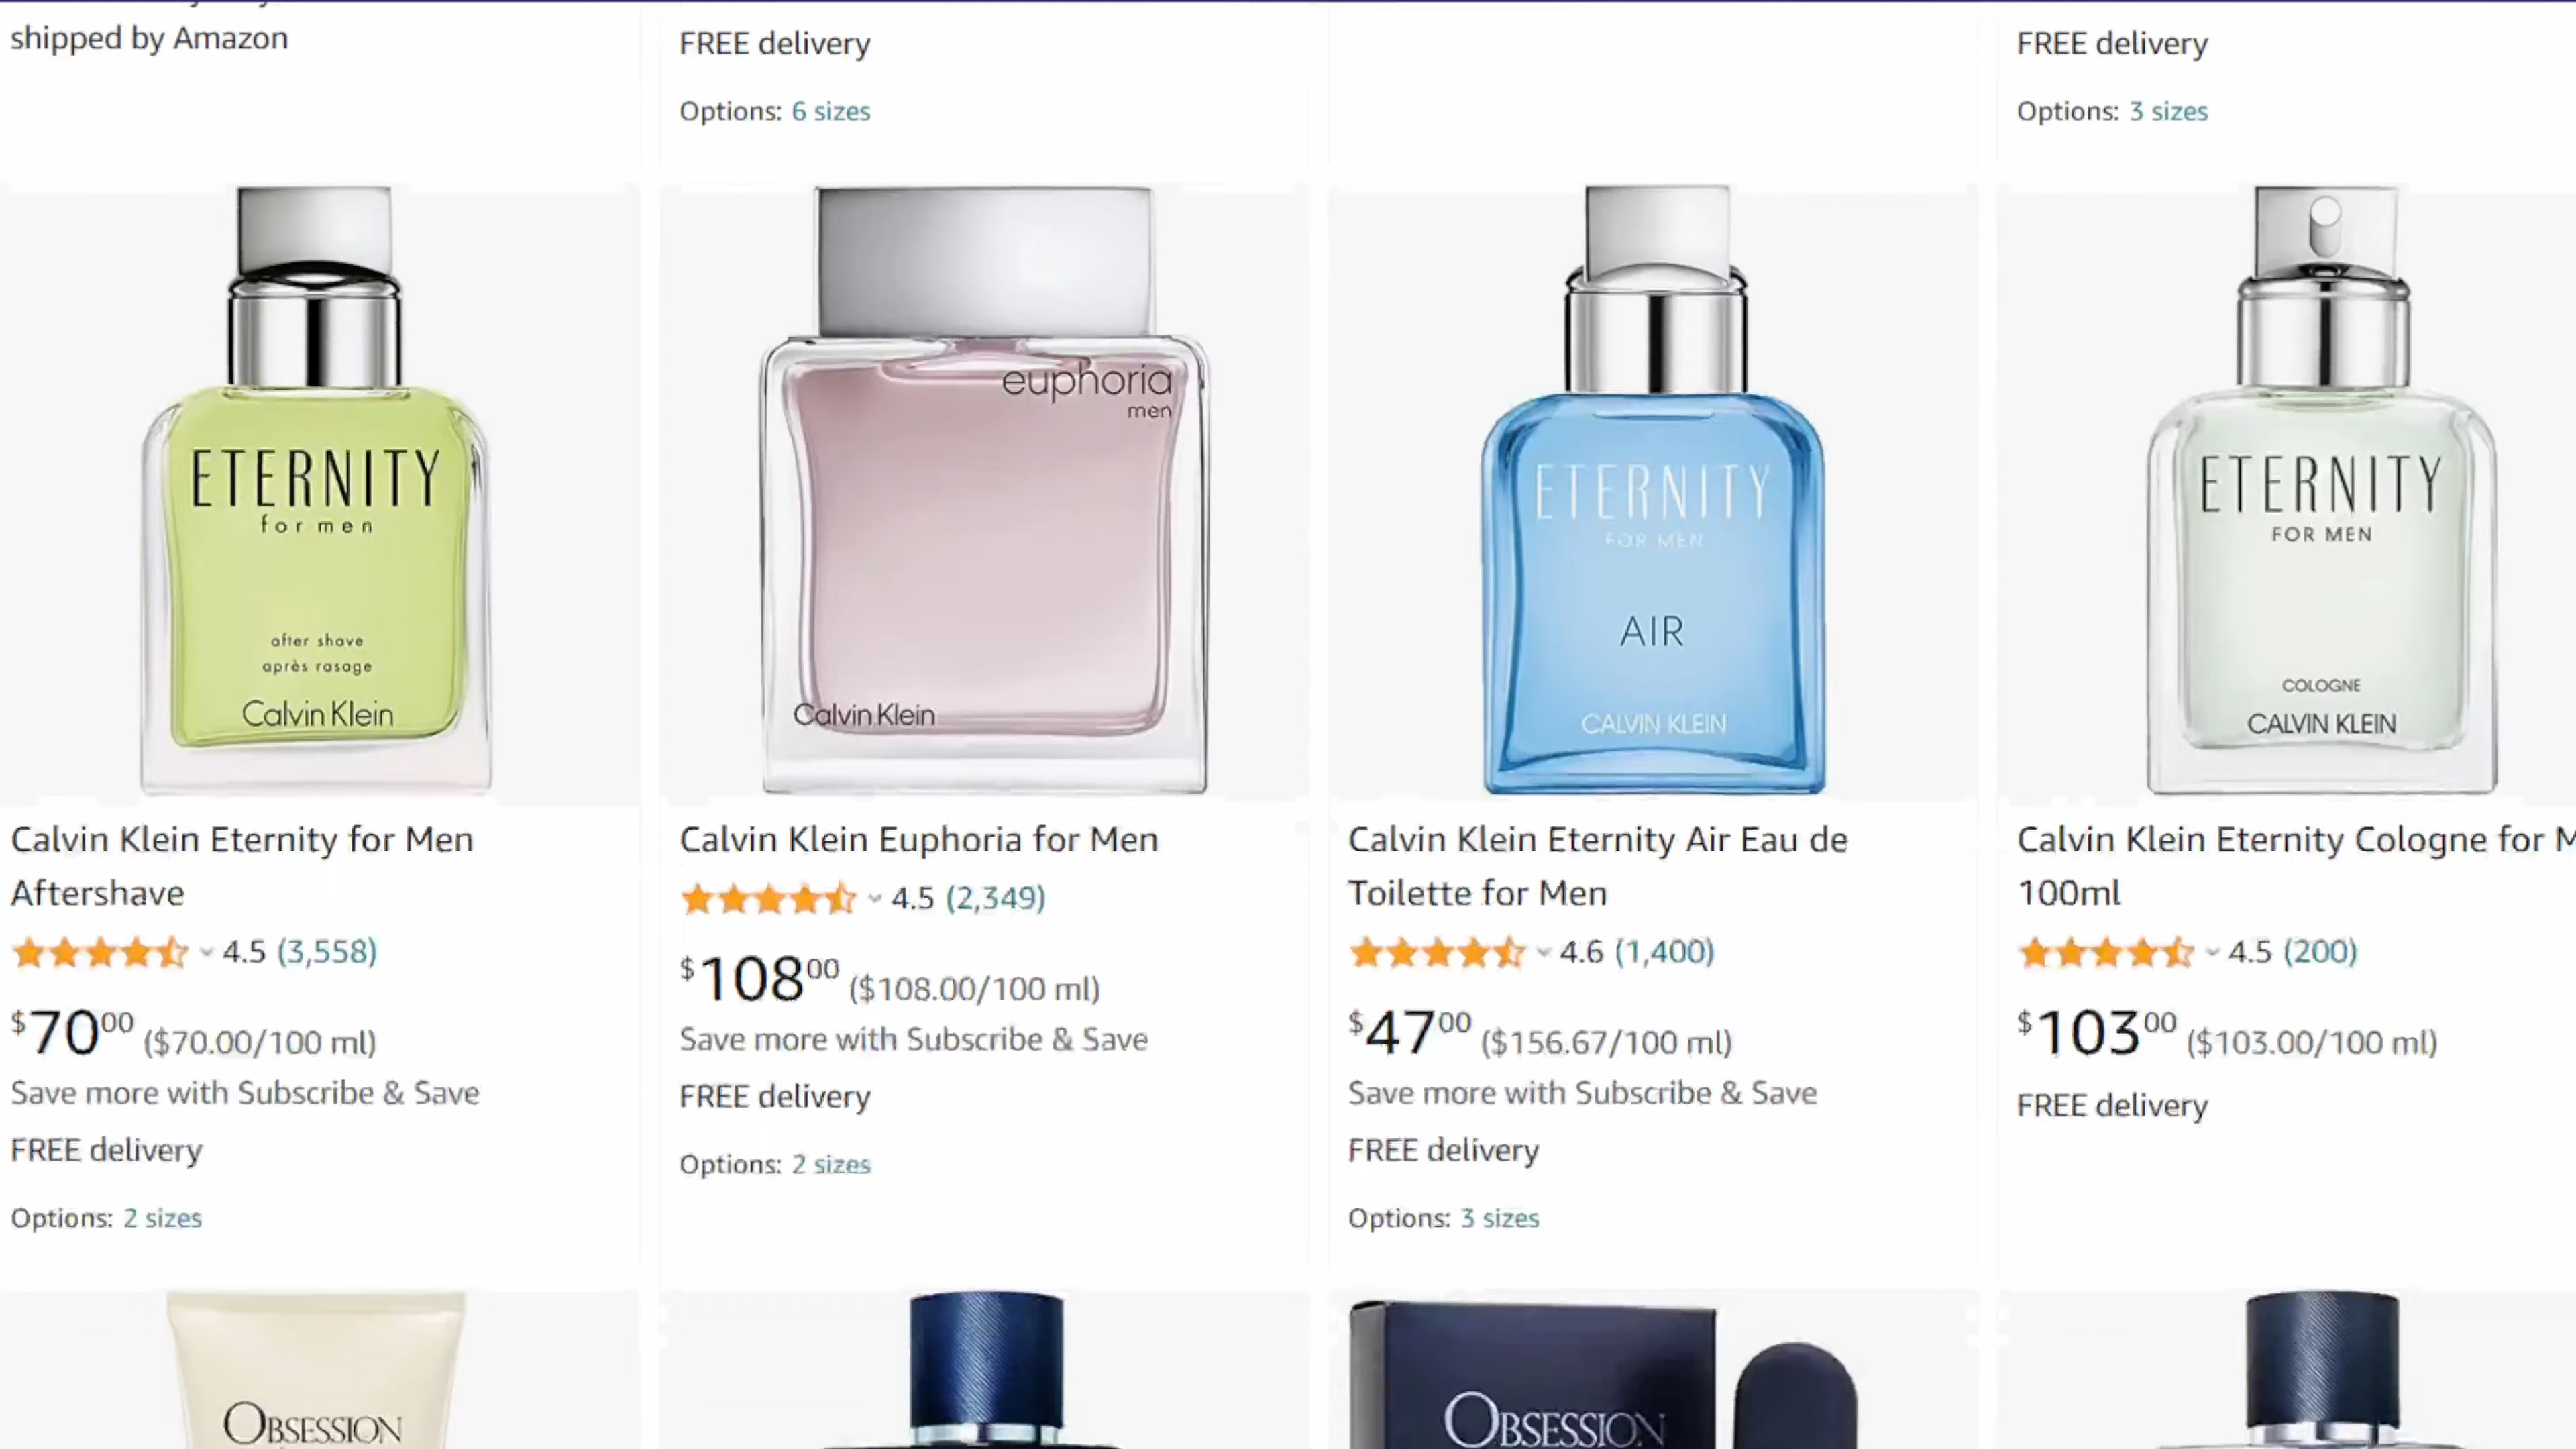 shipped by Amazon
FREE delivery
Options: 6 sizes
FREE delivery
Options: 3 sizes
ETERNITY
for men
after shave
après rasage
Calvin Klein
euphoria
men
Calvin Klein
ETERNITY
FOR MEN
AIR
CALVIN KLEIN
ETERNITY
FOR MEN
COLOGNE
CALVIN KLEIN
Calvin Klein Eternity for Men
Aftershave
4.5 (3,558)
$70.00 ($70.00/100 ml)
Save more with Subscribe & Save
FREE delivery
Options: 2 sizes
Calvin Klein Euphoria for Men
4.5 (2,349)
$108.00 ($108.00/100 ml)
Save more with Subscribe & Save
FREE delivery
Options: 2 sizes
Calvin Klein Eternity Air Eau de
Toilette for Men
4.6 (1,400)
$47.00 ($156.67/100 ml)
Save more with Subscribe & Save
FREE delivery
Options: 3 sizes
Calvin Klein Eternity Cologne for
100ml
4.5 (200)
$103.00 ($103.00/100 ml)
FREE delivery
OBSESSION
OBSESSION